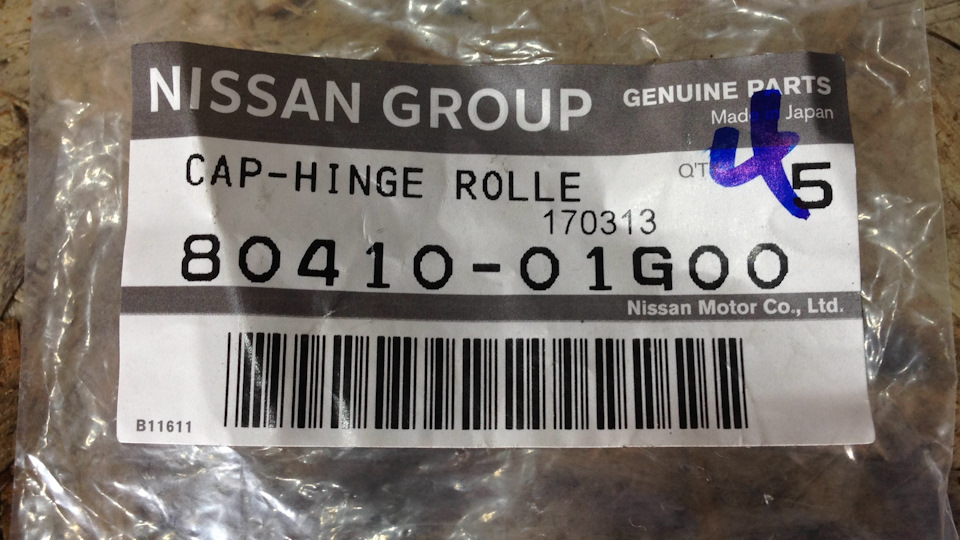 NISSAN GROUP
GENUINE PARTS
Made in Japan
CAP-HINGE ROLLE
Q'T 4 5
170313
80410-01G00
Nissan Motor Co., Ltd.
B11611